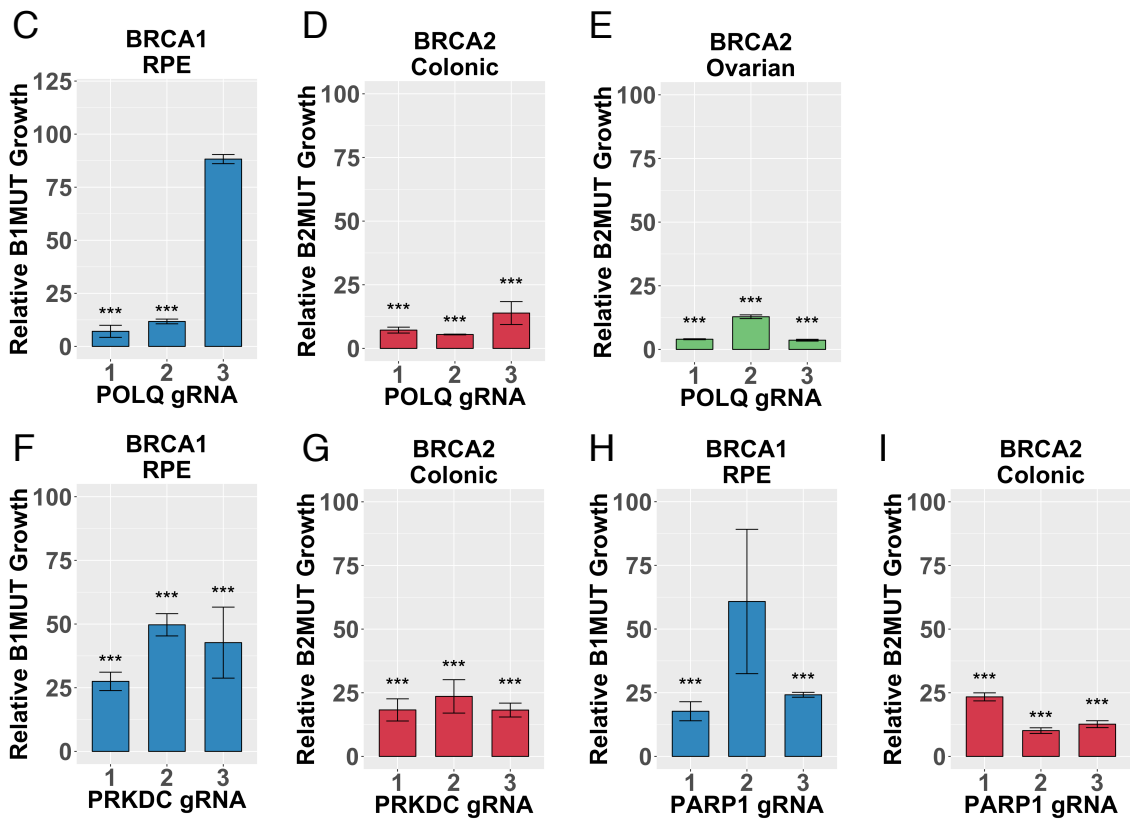 C
BRCA1
RPE
Relative B1MUT Growth
125
100
75
50
25
0
***
***
1 2 3
POLQ gRNA
D
BRCA2
Colonic
Relative B2MUT Growth
100
75
50
25
0
***
***
***
1 2 3
POLQ gRNA
E
BRCA2
Ovarian
Relative B2MUT Growth
100
75
50
25
0
***
***
***
1 2 3
POLQ gRNA
F
BRCA1
RPE
Relative B1MUT Growth
100
75
50
25
0
***
***
***
1 2 3
PRKDC gRNA
G
BRCA2
Colonic
Relative B2MUT Growth
100
75
50
25
0
***
***
***
1 2 3
PRKDC gRNA
H
BRCA1
RPE
Relative B1MUT Growth
100
75
50
25
0
***
***
1 2 3
PARP1 gRNA
I
BRCA2
Colonic
Relative B2MUT Growth
100
75
50
25
0
***
***
***
1 2 3
PARP1 gRNA